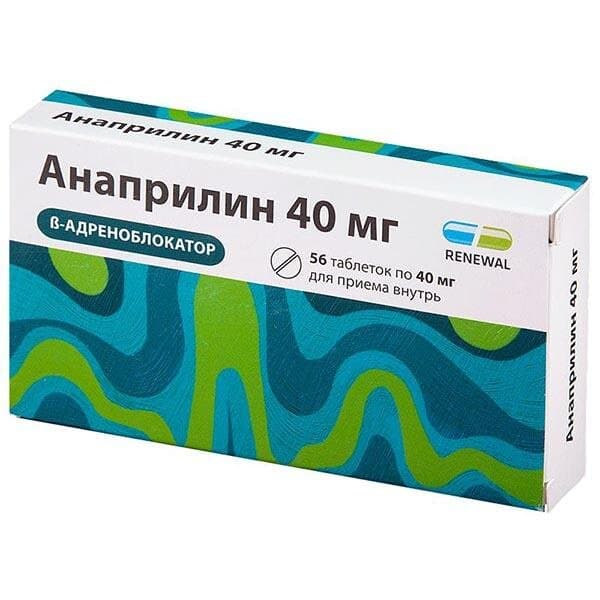 Анаприлин 40 мг
Анаприлин 40 мг
ß-АДРЕНОБЛОКАТОР
RENEWAL
56 таблеток по 40 мг
для приема внутрь
Анаприлин 40 мг